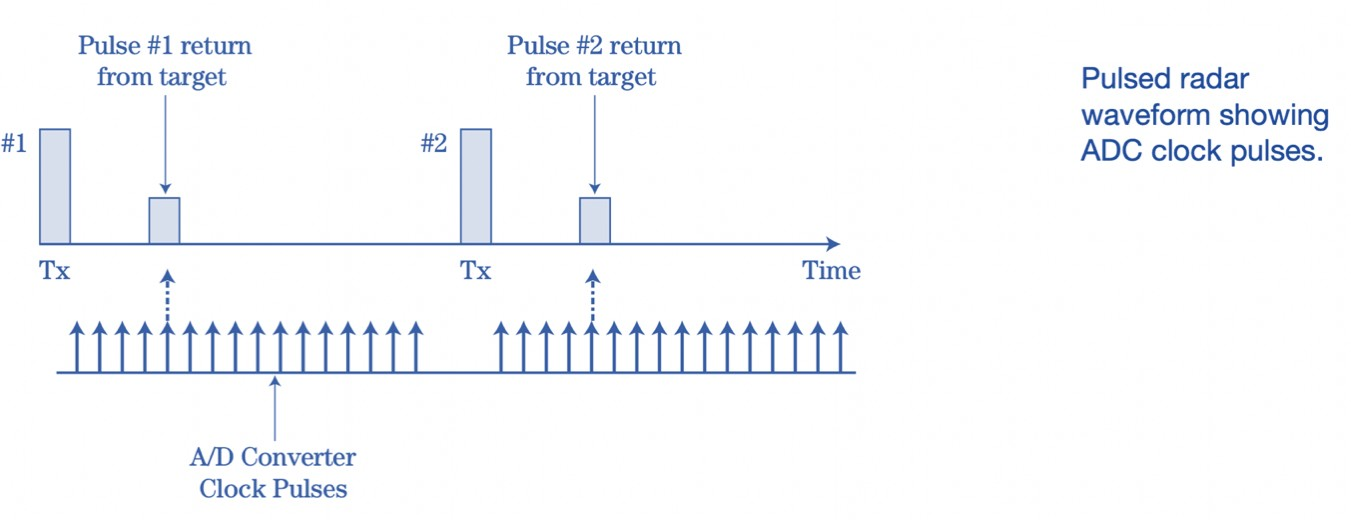 Pulse #1 return
from target
Pulse #2 return
from target
Pulsed radar
waveform showing
ADC clock pulses.
#1
#2
Tx
Tx
Time
A/D Converter
Clock Pulses